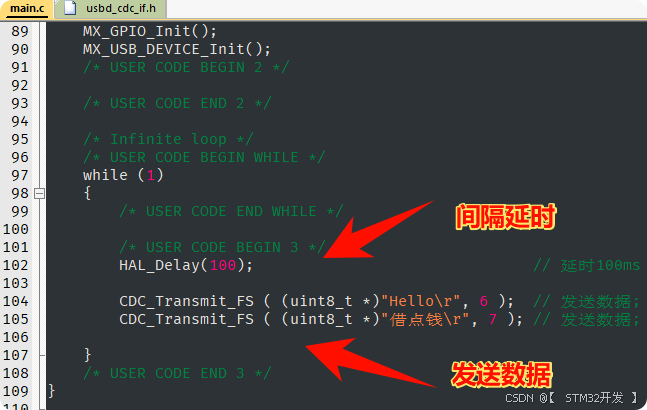 main.c usbd_cdc_if.h
89 MX_GPIO_Init();
90 MX_USB_DEVICE_Init();
91 /* USER CODE BEGIN 2 */
92
93 /* USER CODE END 2 */
94
95 /* Infinite loop */
96 /* USER CODE BEGIN WHILE */
97 while (1)
98 {
99 /* USER CODE END WHILE */
间隔延时
100
101 /* USER CODE BEGIN 3 */
102 HAL_Delay(100); // 延时100ms
103
104 CDC_Transmit_FS ( (uint8_t *)"Hello\r", 6 ); // 发送数据;
105 CDC_Transmit_FS ( (uint8_t *)"借点钱\r", 7 ); // 发送数据;
106
107 }
108 /* USER CODE END 3 */
发送数据
109 }
CSDN @【 STM32开发 】